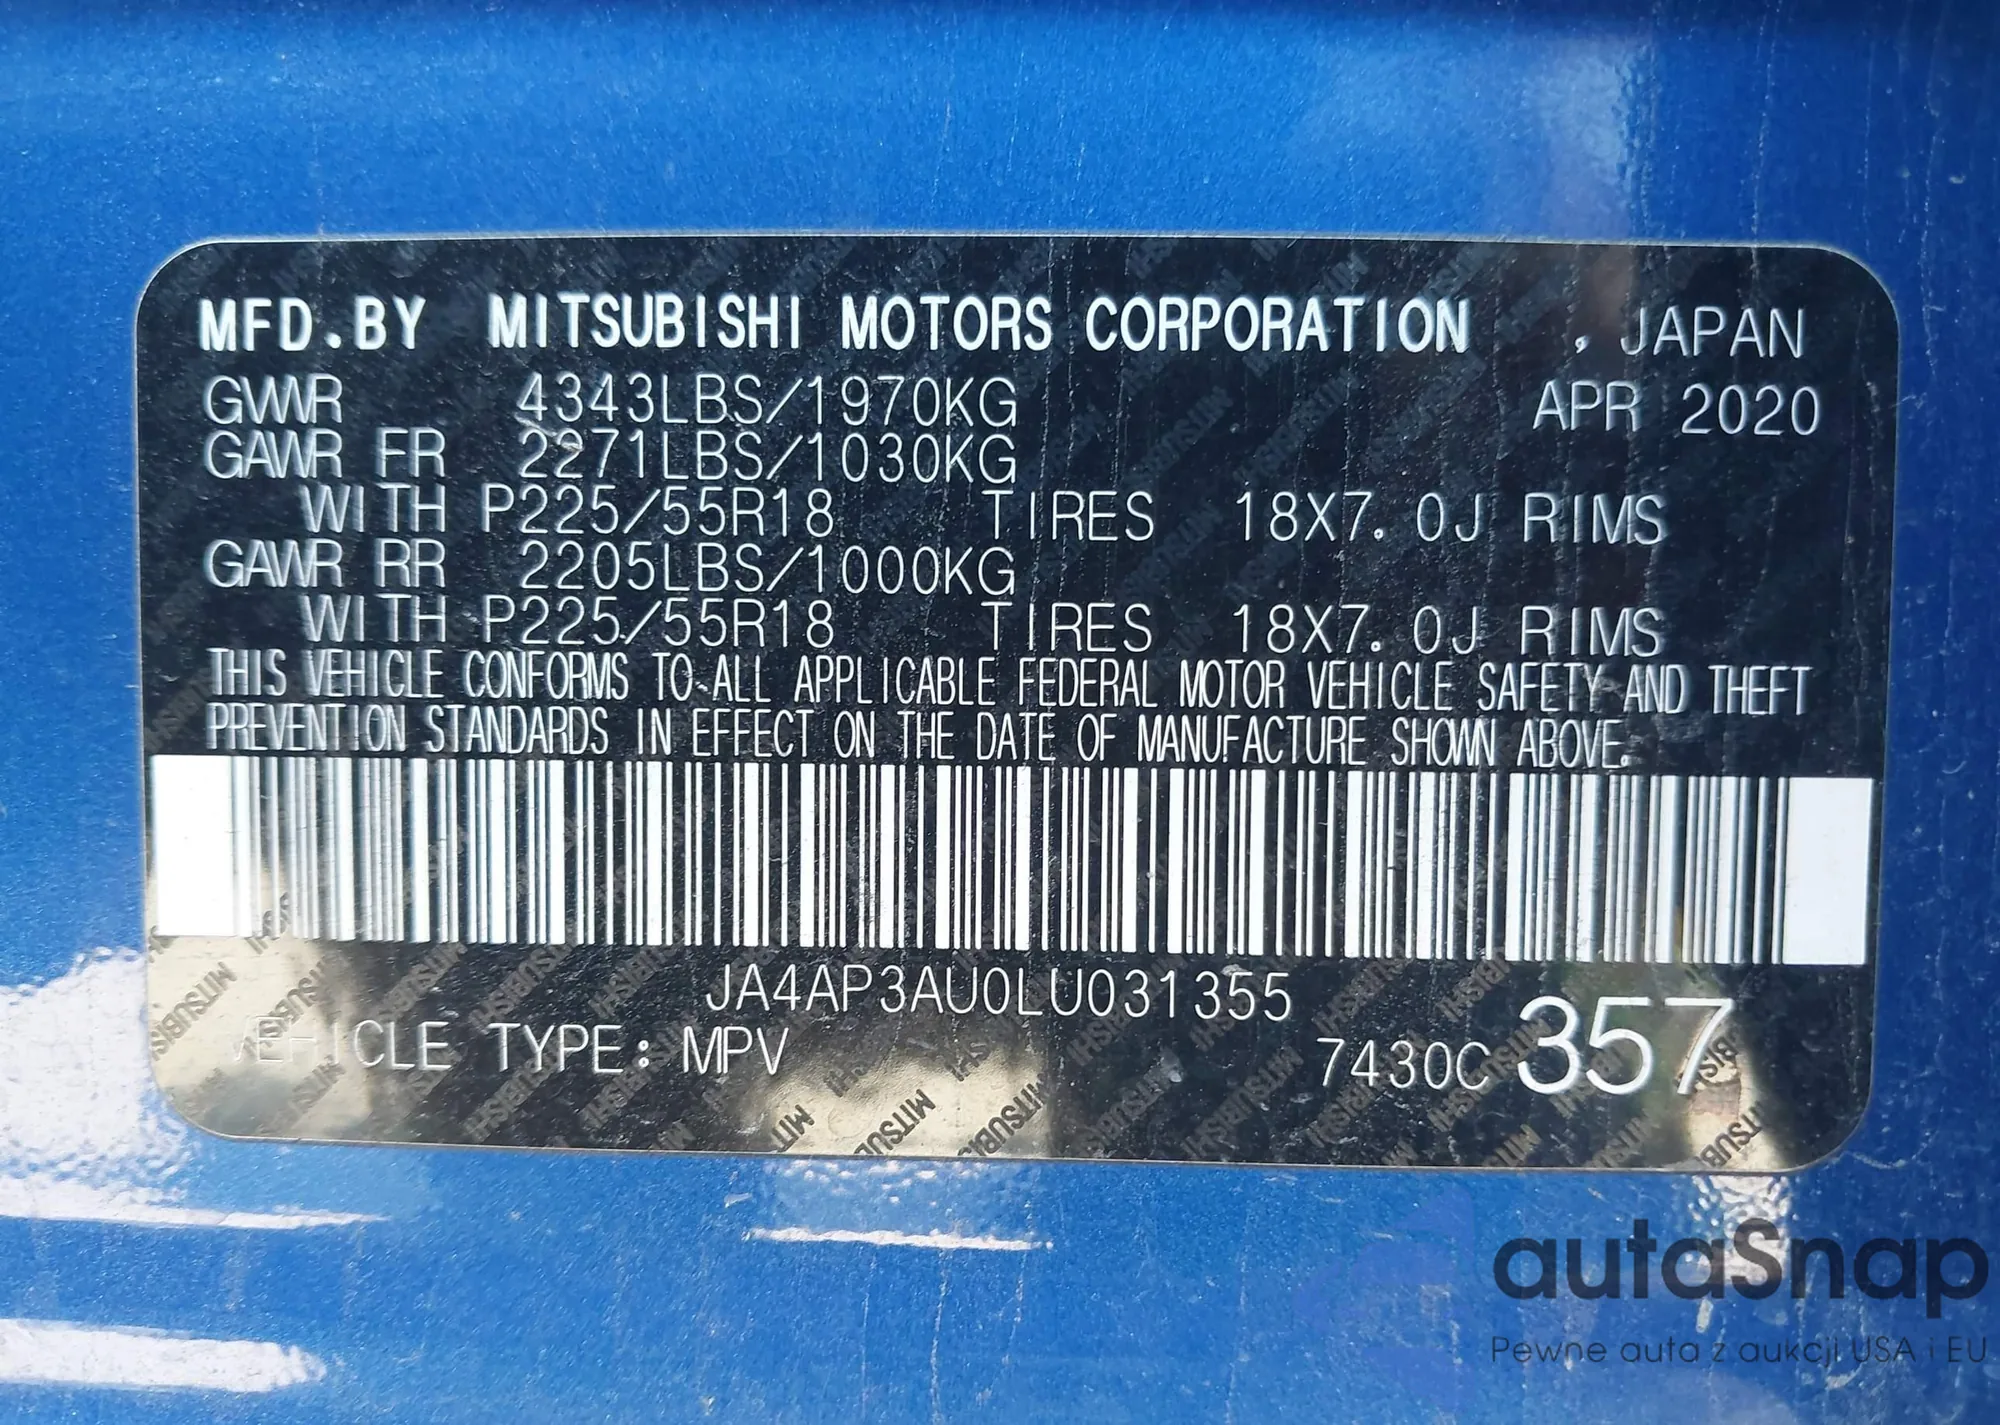 MFD.BY MITSUBISHI MOTORS CORPORATION , JAPAN
GVWR 4343LBS/1970KG APR 2020
GAWR FR 2271LBS/1030KG
WITH P225/55R18 TIRES 18X7.0J RIMS
GAWR RR 2205LBS/1000KG
WITH P225/55R18 TIRES 18X7.0J RIMS
THIS VEHICLE CONFORMS TO ALL APPLICABLE FEDERAL MOTOR VEHICLE SAFETY AND THEFT
PREVENTION STANDARDS IN EFFECT ON THE DATE OF MANUFACTURE SHOWN ABOVE.
JA4AP3AU0LU031355
VEHICLE TYPE: MPV 7430C 357
autaSnap
Pewne auta z aukcji USA i EU